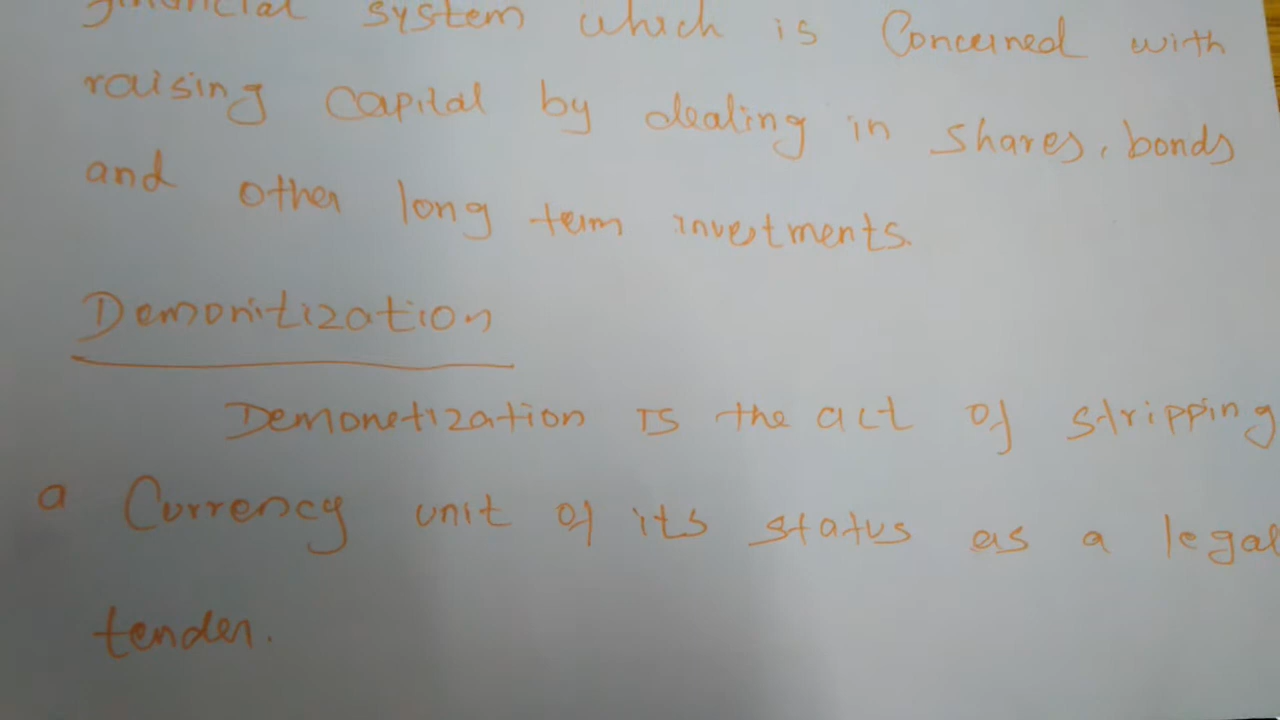 financial system which is Concerned with
raising Capital by dealing in shares, bonds
and other long term investments.
Demonitization
Demonetization IS the act of stripping
a Currency unit of its status as a legal
tender.